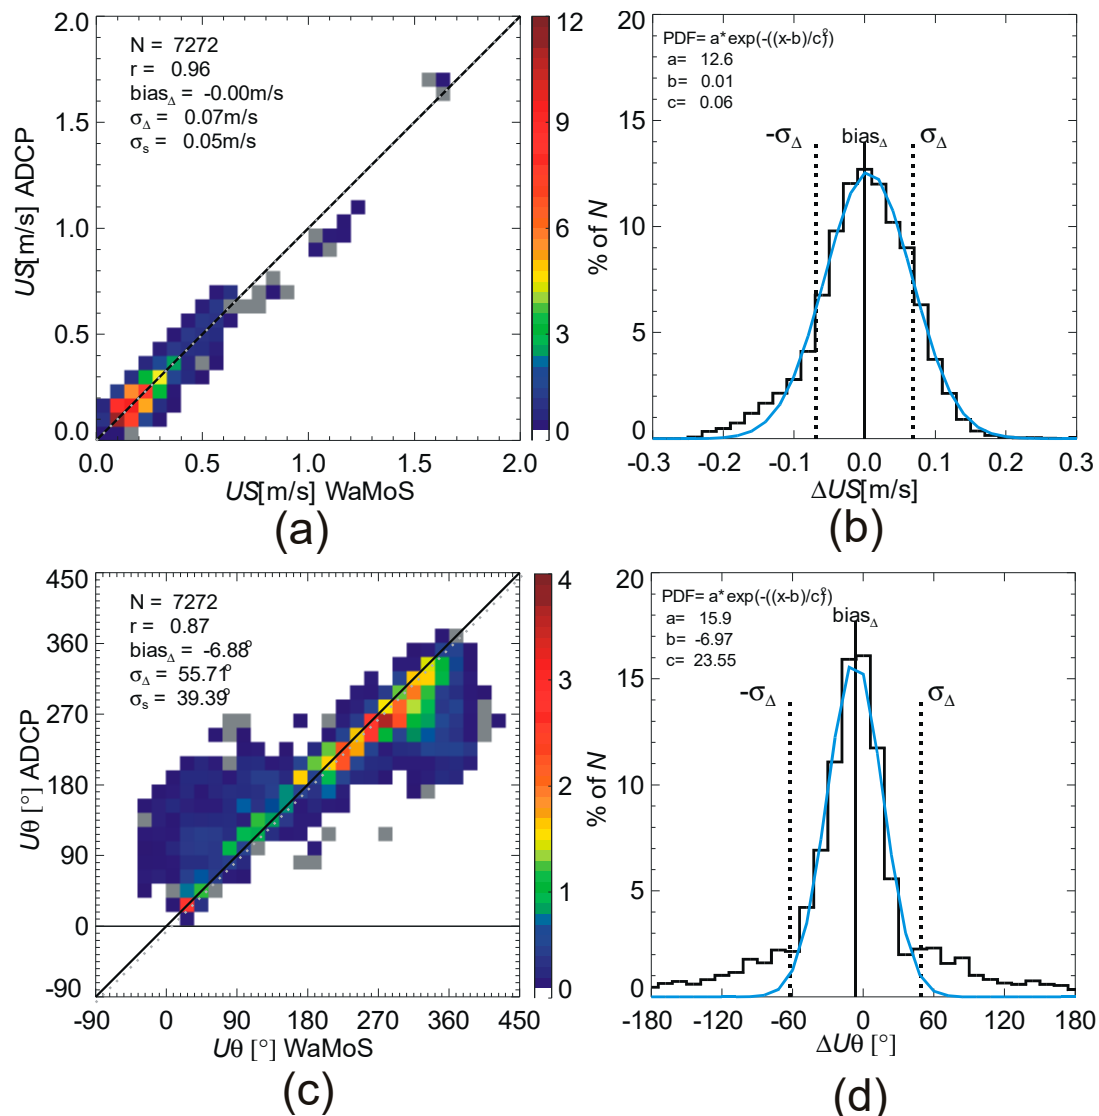 2.0
1.5
1.0
0.5
0.0
US[m/s] ADCP
N = 7272
r = 0.96
bias_Δ = -0.00m/s
σ_Δ = 0.07m/s
σ_s = 0.05m/s
0.0 0.5 1.0 1.5 2.0
US[m/s] WaMoS
12
9
6
3
0
(a)
20
15
10
5
0
% of N
PDF= a*exp(-((x-b)/c)²)
a= 12.6
b= 0.01
c= 0.06
-σ_Δ bias_Δ σ_Δ
-0.3 -0.1 0.0 0.1 0.3
ΔUS[m/s]
(b)
450
360
270
180
90
0
-90
Uθ [°] ADCP
N = 7272
r = 0.87
bias_Δ = -6.88°
σ_Δ = 55.71°
σ_s = 39.39°
-90 0 90 180 270 360 450
Uθ [°] WaMoS
4
3
2
1
0
(c)
20
15
10
5
0
% of N
PDF= a*exp(-((x-b)/c)²)
a= 15.9
b= -6.97
c= 23.55
bias_Δ
-σ_Δ σ_Δ
-180 -120 -60 0 60 120 180
ΔUθ [°]
(d)